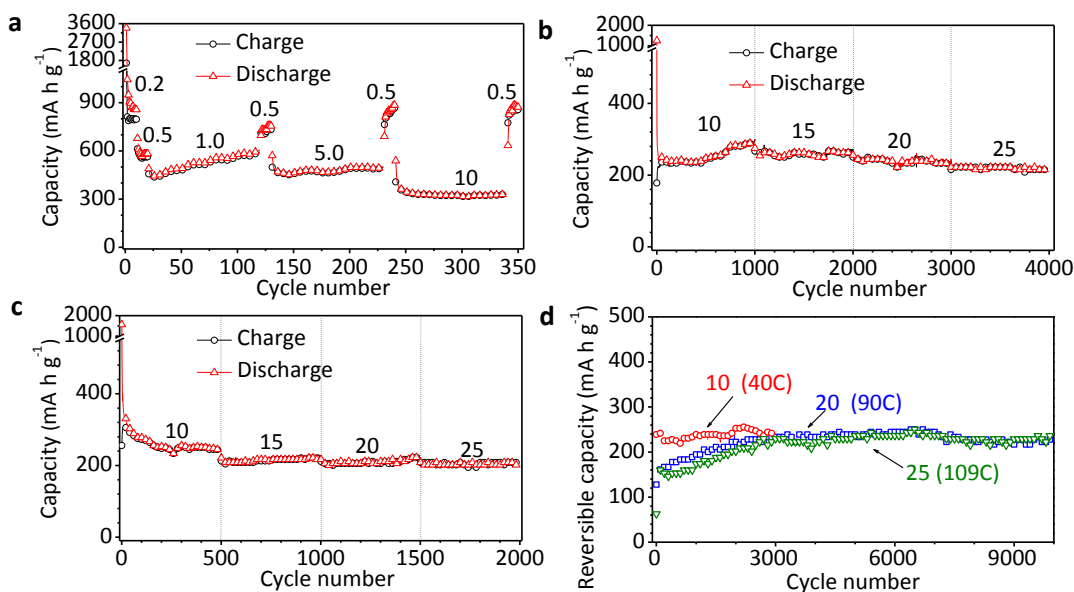 a
3600
2700
1800
900
600
300
0
Capacity (mA h g⁻¹)
Charge
Discharge
0.2
0.5
1.0
0.5
5.0
0.5
10
0.5
0 50 100 150 200 250 300 350
Cycle number
b
2000
1000
400
200
0
Capacity (mA h g⁻¹)
Charge
Discharge
10
15
20
25
0 1000 2000 3000 4000
Cycle number
c
2000
1000
400
200
0
Capacity (mA h g⁻¹)
Charge
Discharge
10
15
20
25
0 500 1000 1500 2000
Cycle number
d
500
400
300
200
100
0
Reversible capacity (mA h g⁻¹)
10 (40C)
20 (90C)
25 (109C)
0 3000 6000 9000
Cycle number